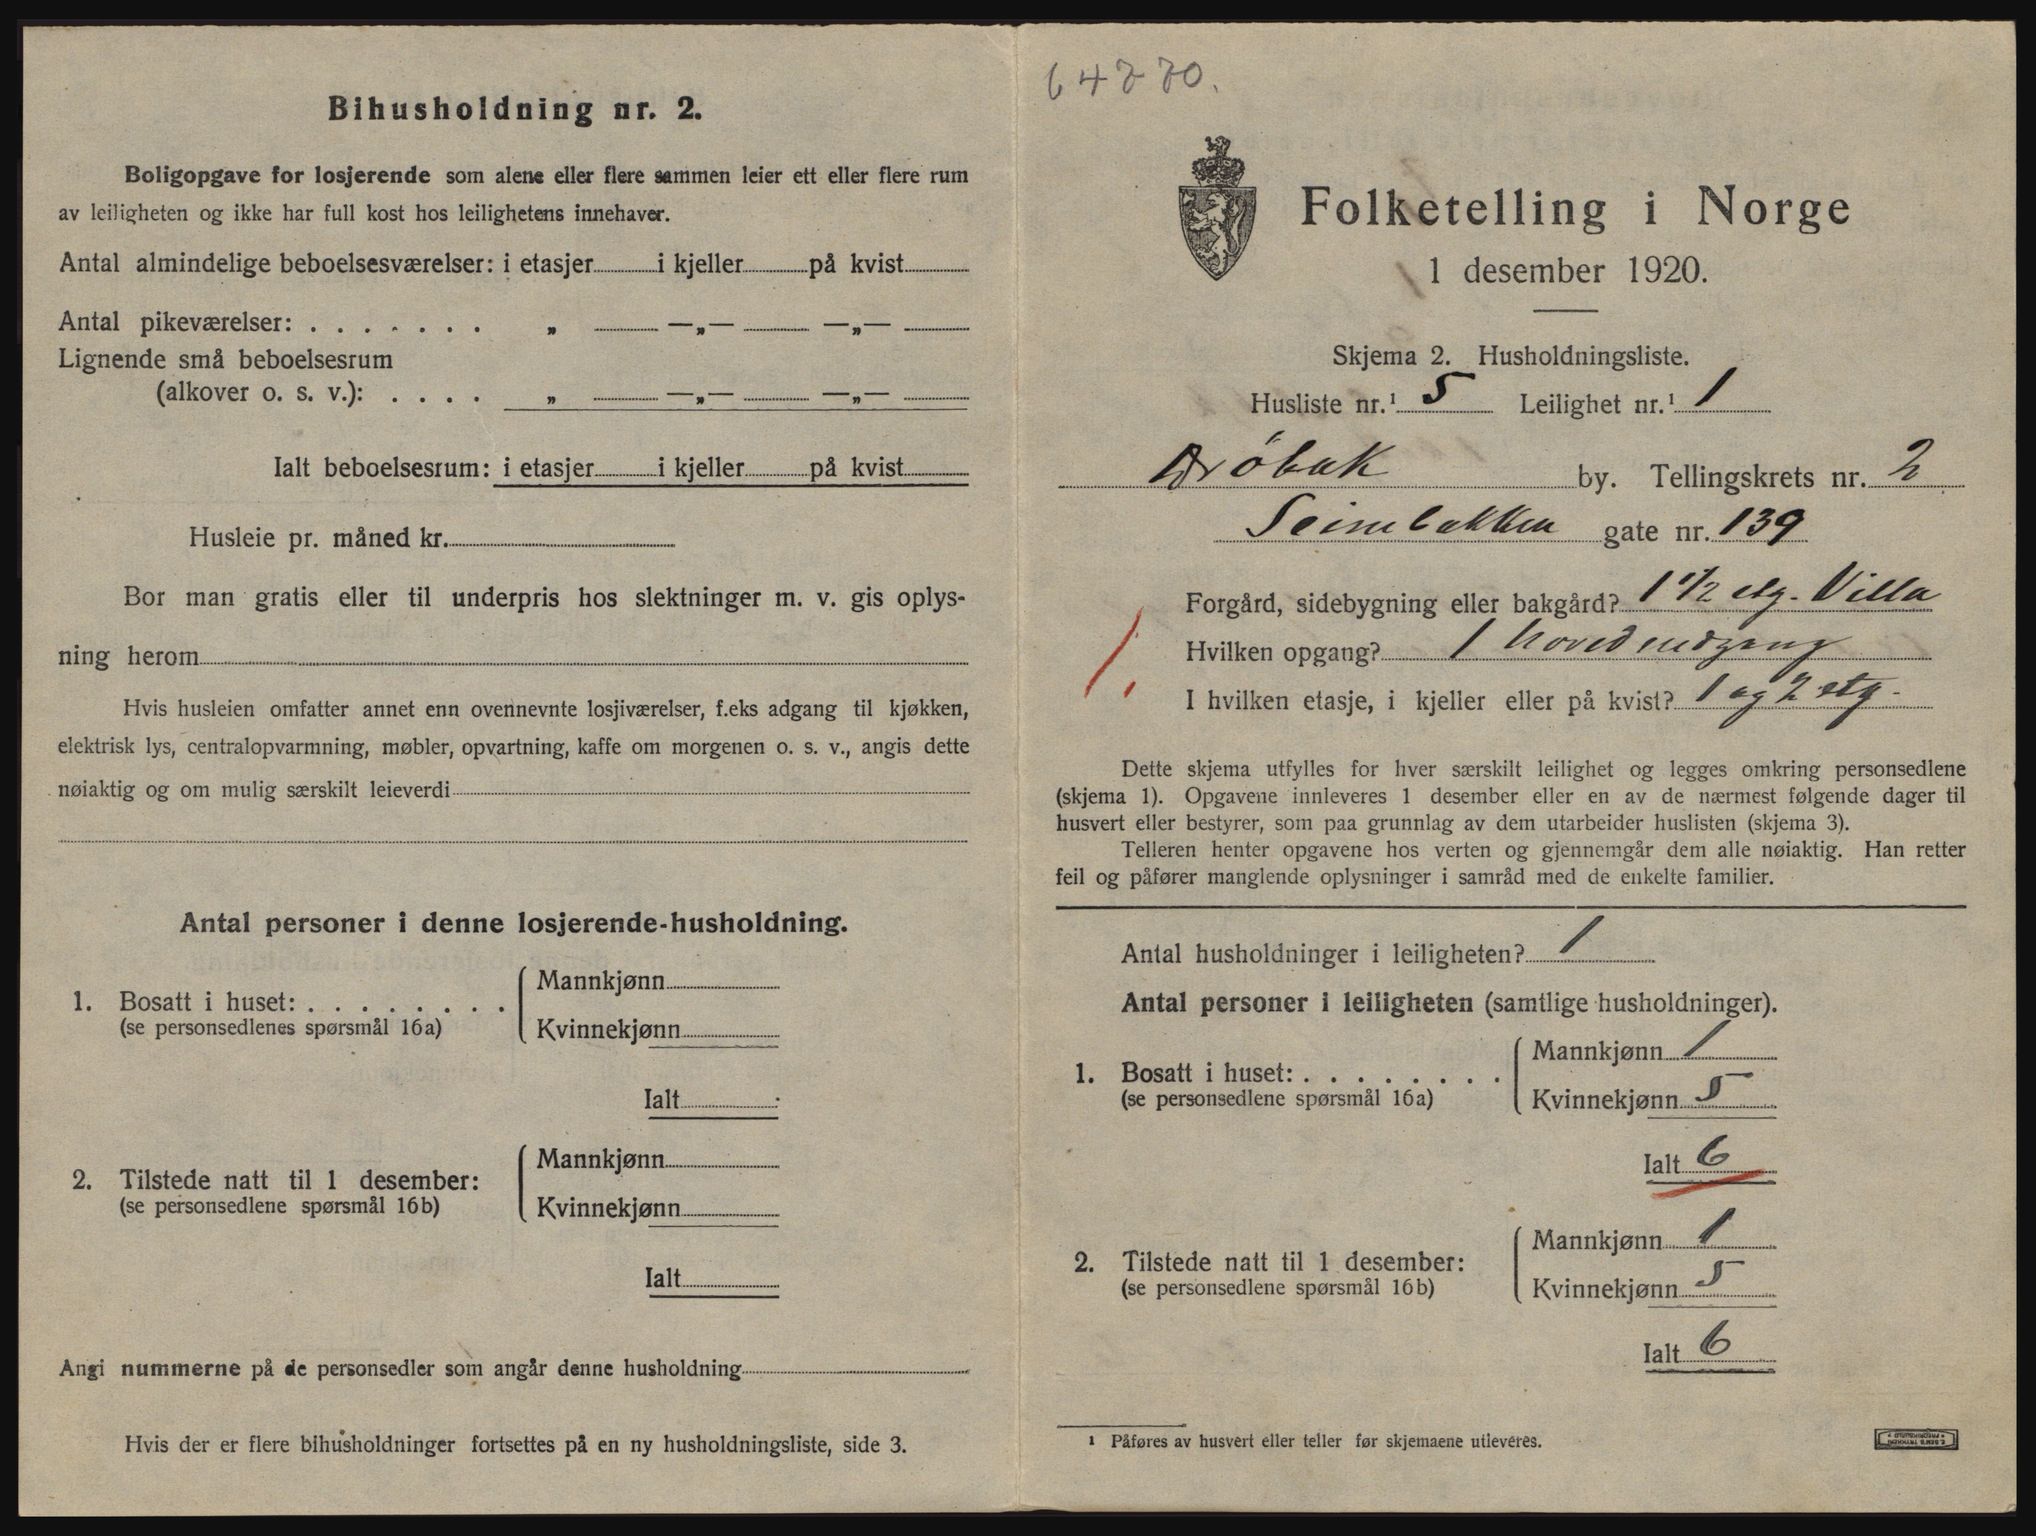 Bihusholdning nr. 2.
Boligopgave for losjerende som alene eller flere sammen leier ett eller flere rum
av leiligheten og ikke har full kost hos leilighetens innehaver.
Antal almindelige beboelsesværelser: i etasjer i kjeller på kvist
Antal pikeværelser: . . . . . . . „ —„— —„—
Lignende små beboelsesrum
(alkover o. s. v.): . . . . „ —„— —„—
Ialt beboelsesrum: i etasjer i kjeller på kvist
Husleie pr. måned kr.
Bor man gratis eller til underpris hos slektninger m. v. gis oplys-
ning herom
Hvis husleien omfatter annet enn ovennevnte losjiværelser, f.eks adgang til kjøkken,
elektrisk lys, centralopvarmning, møbler, opvartning, kaffe om morgenen o. s. v., angis dette
nøiaktig og om mulig særskilt leieverdi
Antal personer i denne losjerende-husholdning.
1. Bosatt i huset: . . . . . . . .
(se personsedlenes spørsmål 16a)
Mannkjønn
Kvinnekjønn
Ialt
2. Tilstede natt til 1 desember:
(se personsedlene spørsmål 16b)
Mannkjønn
Kvinnekjønn
Ialt
Angi nummerne på de personsedler som angår denne husholdning
Hvis der er flere bihusholdninger fortsettes på en ny husholdningsliste, side 3.
Folketelling i Norge
1 desember 1920.
Skjema 2. Husholdningsliste.
Husliste nr.¹ 5 Leilighet nr.¹ 1
Dröbak by. Tellingskrets nr. 2
gate nr. 139
Forgård, sidebygning eller bakgård? 1 1/2 etg. Villa
Hvilken opgang? 1 hovedindgang
1.
I hvilken etasje, i kjeller eller på kvist? 1 og 2 etg.
Dette skjema utfylles for hver særskilt leilighet og legges omkring personsedlene
(skjema 1). Opgavene innleveres 1 desember eller en av de nærmest følgende dager til
husvert eller bestyrer, som paa grunnlag av dem utarbeider huslisten (skjema 3).
Telleren henter opgavene hos verten og gjennemgår dem alle nøiaktig. Han retter
feil og påfører manglende oplysninger i samråd med de enkelte familier.
Antal husholdninger i leiligheten? 1
Antal personer i leiligheten (samtlige husholdninger).
1. Bosatt i huset: . . . . . . . .
(se personsedlene spørsmål 16a)
Mannkjønn 1
Kvinnekjønn 5
Ialt 6
2. Tilstede natt til 1 desember:
(se personsedlene spørsmål 16b)
Mannkjønn 1
Kvinnekjønn 5
Ialt 6
¹ Påføres av husvert eller teller før skjemaene utleveres.